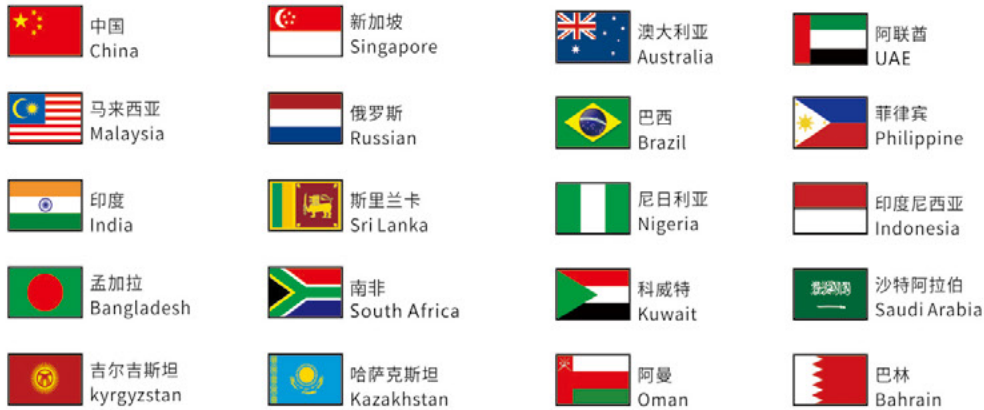 中国
China
新加坡
Singapore
澳大利亚
Australia
阿联酋
UAE
马来西亚
Malaysia
俄罗斯
Russian
巴西
Brazil
菲律宾
Philippine
印度
India
斯里兰卡
Sri Lanka
尼日利亚
Nigeria
印度尼西亚
Indonesia
孟加拉
Bangladesh
南非
South Africa
科威特
Kuwait
沙特阿拉伯
Saudi Arabia
吉尔吉斯坦
kyrgyzstan
哈萨克斯坦
Kazakhstan
阿曼
Oman
巴林
Bahrain